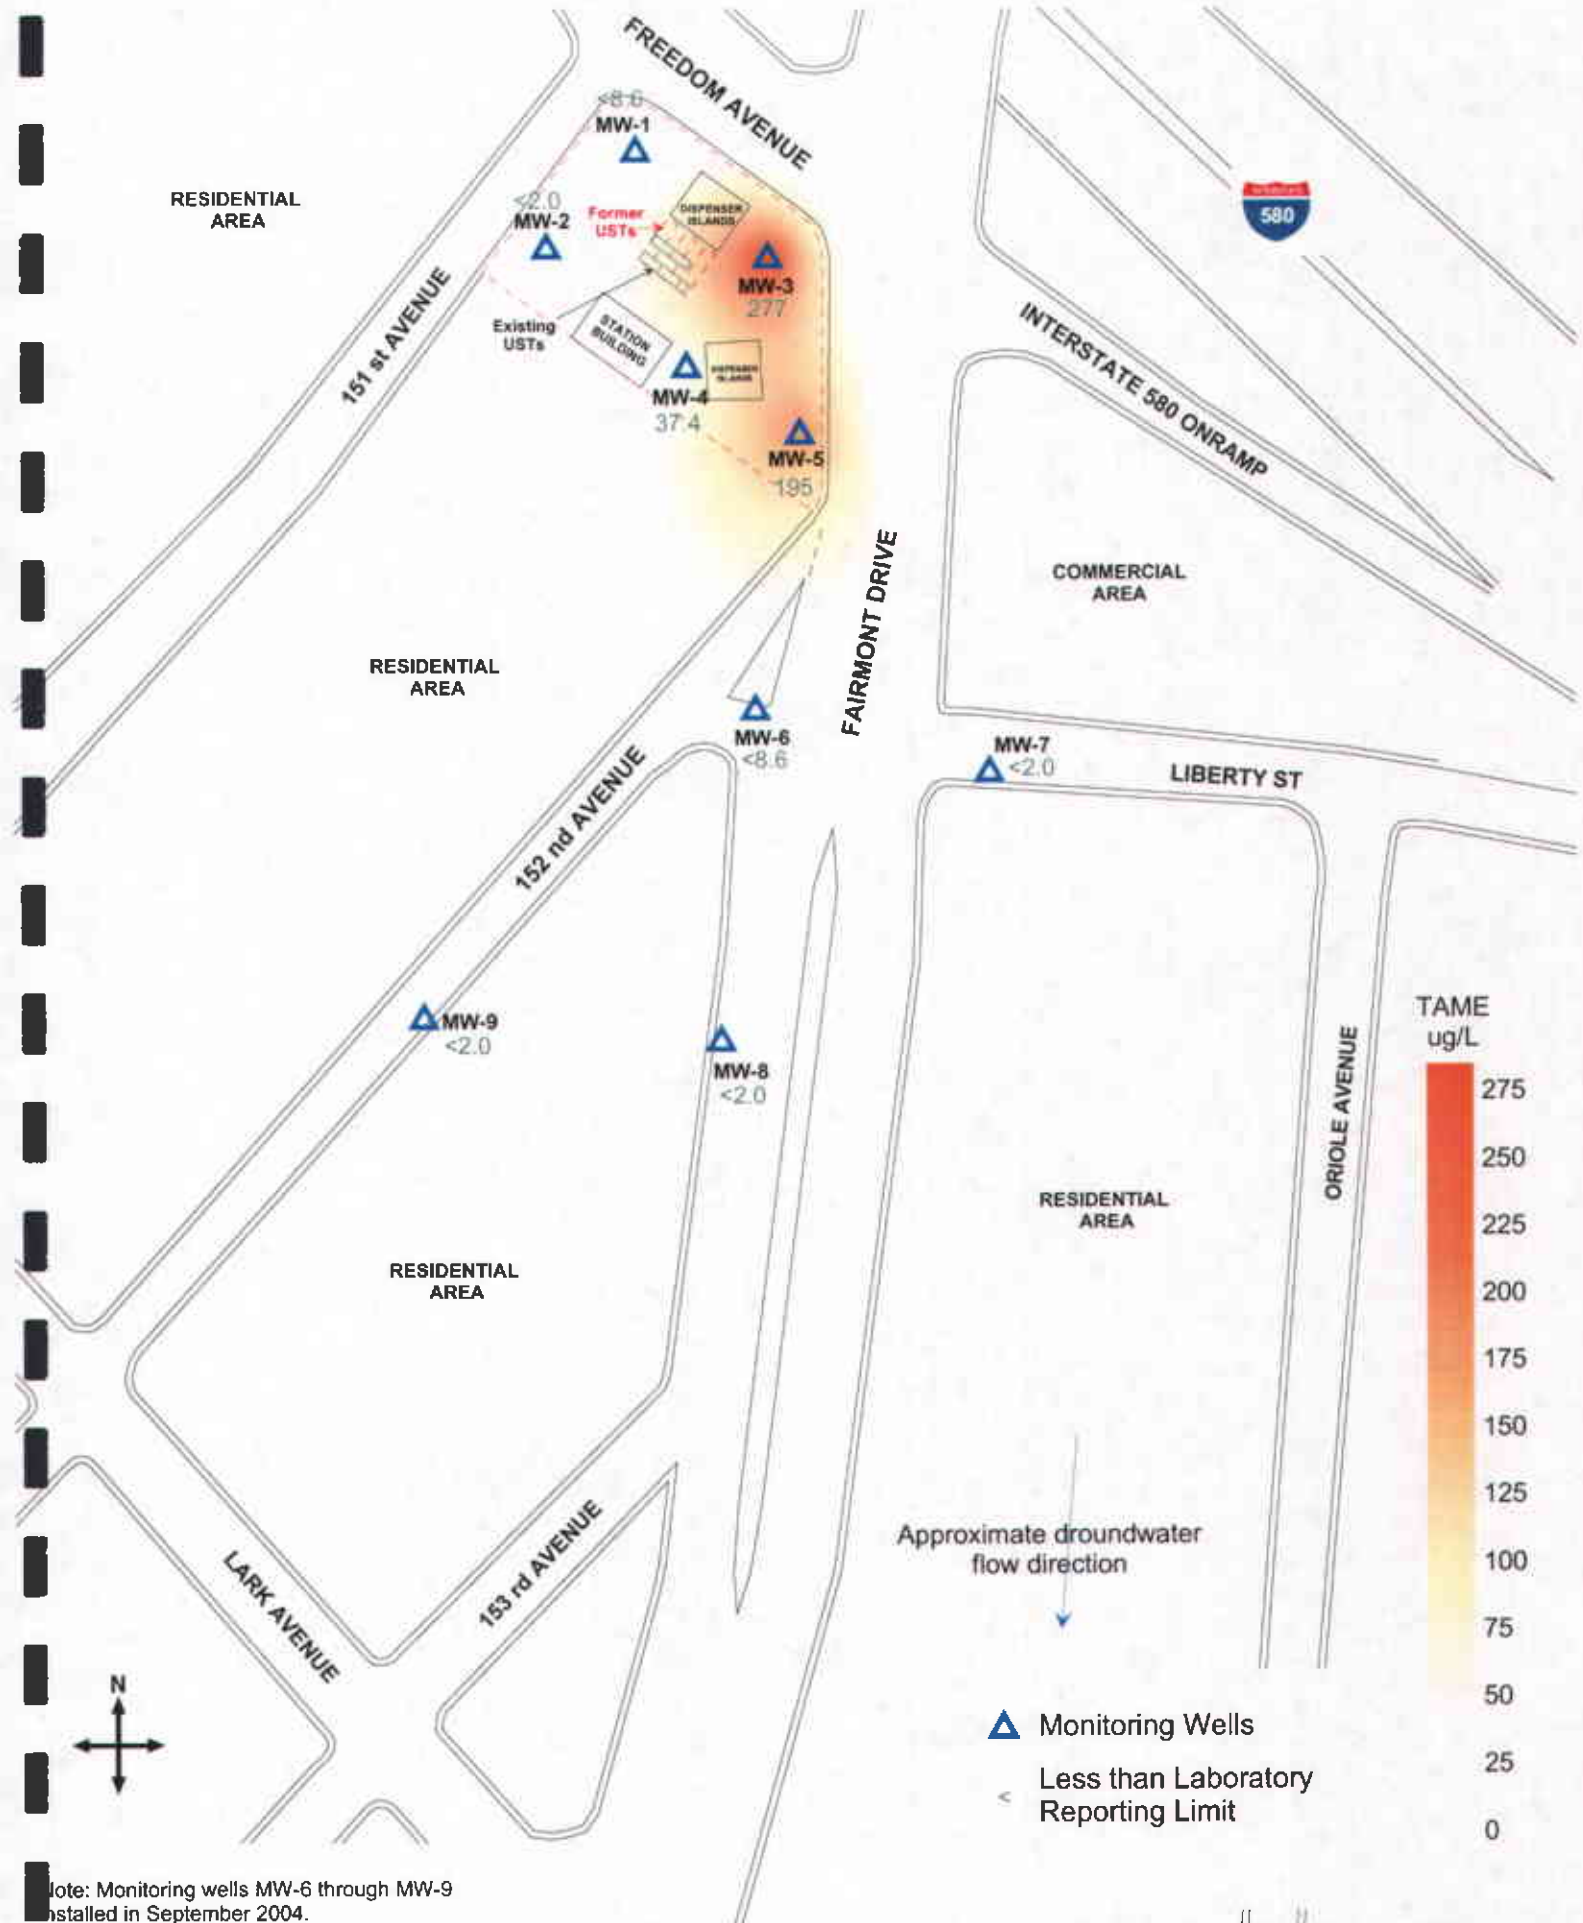 FREEDOM AVENUE
<8.6
MW-1
RESIDENTIAL
AREA
<2.0
MW-2
Former
USTs
DISPENSER
ISLANDS
580
MW-3
277
151 st AVENUE
Existing
USTs
STATION
BUILDING
INTERSTATE 580 ONRAMP
DISPENSER
ISLANDS
MW-4
37.4
MW-5
195
COMMERCIAL
AREA
FAIRMONT DRIVE
RESIDENTIAL
AREA
MW-6
<8.6
MW-7
<2.0
LIBERTY ST
152 nd AVENUE
MW-9
<2.0
MW-8
<2.0
TAME
ug/L
275
250
225
200
175
150
125
100
75
50
25
0
ORIOLE AVENUE
RESIDENTIAL
AREA
RESIDENTIAL
AREA
Approximate droundwater
flow direction
LARK AVENUE
153 rd AVENUE
N
Monitoring Wells
< Less than Laboratory
Reporting Limit
ote: Monitoring wells MW-6 through MW-9
nstalled in September 2004.